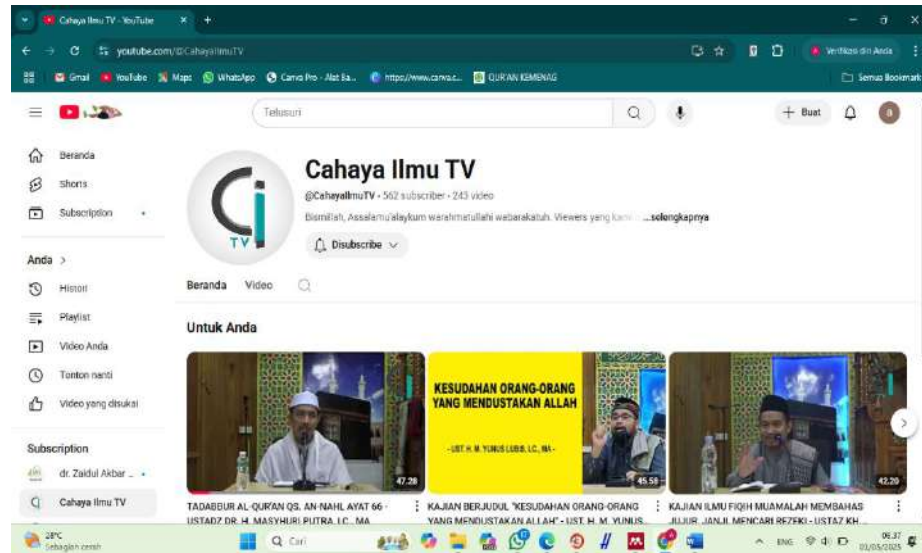 Cahaya Ilmu TV - YouTube
youtube.com/@CahayaIlmuTV
Verifikasi diri Anda
Gmail YouTube Maps WhatsApp Canva Pro - Alat Ba... https://www.canva.c... QUR'AN KEMENAG
Semua Bookmark
Telusuri
Buat
a
Beranda
Shorts
Subscription
Anda
Histori
Playlist
Video Anda
Tonton nanti
Video yang disukai
Subscription
dr. Zaidul Akbar
Cahaya Ilmu TV
Ci
TV
Cahaya Ilmu TV
@CahayaIlmuTV • 562 subscriber • 243 video
Bismillah, Assalamu'alaykum warahmatullahi wabarakatuh. Viewers yang ...selengkapnya
Disubscribe
Beranda Video
Untuk Anda
47.28
TADABBUR AL-QUR'AN QS. AN-NAHL AYAT 66 -
USTADZ DR. H. MASYHURI PUTRA, LC., MA
KESUDAHAN ORANG-ORANG
YANG MENDUSTAKAN ALLAH
- UST. H. M. YUNUS LUBIS, LC., MA -
45.58
KAJIAN BERJUDUL "KESUDAHAN ORANG-ORANG
YANG MENDUSTAKAN ALLAH" - UST. H. M. YUNUS...
42.20
KAJIAN ILMU FIQIH MUAMALAH MEMBAHAS
JUJUR, JANJI, MENCARI REZEKI - USTAZ KH...
28°C
Sebagian cerah
Cari
ENG
06.37
03/05/2025